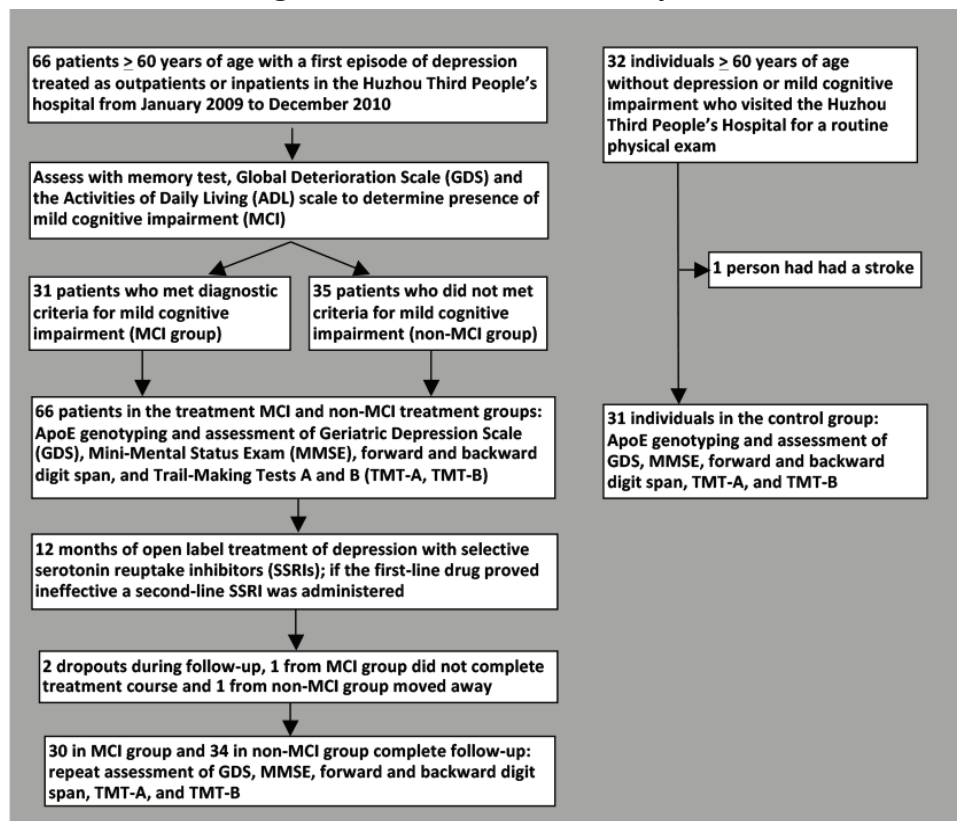 66 patients ≥ 60 years of age with a first episode of depression
treated as outpatients or inpatients in the Huzhou Third People's
hospital from January 2009 to December 2010
32 individuals ≥ 60 years of age
without depression or mild cognitive
impairment who visited the Huzhou
Third People's Hospital for a routine
physical exam
Assess with memory test, Global Deterioration Scale (GDS) and
the Activities of Daily Living (ADL) scale to determine presence of
mild cognitive impairment (MCI)
1 person had had a stroke
31 patients who met diagnostic
criteria for mild cognitive
impairment (MCI group)
35 patients who did not met
criteria for mild cognitive
impairment (non-MCI group)
66 patients in the treatment MCI and non-MCI treatment groups:
ApoE genotyping and assessment of Geriatric Depression Scale
(GDS), Mini-Mental Status Exam (MMSE), forward and backward
digit span, and Trail-Making Tests A and B (TMT-A, TMT-B)
31 individuals in the control group:
ApoE genotyping and assessment of
GDS, MMSE, forward and backward
digit span, TMT-A, and TMT-B
12 months of open label treatment of depression with selective
serotonin reuptake inhibitors (SSRIs); if the first-line drug proved
ineffective a second-line SSRI was administered
2 dropouts during follow-up, 1 from MCI group did not complete
treatment course and 1 from non-MCI group moved away
30 in MCI group and 34 in non-MCI group complete follow-up:
repeat assessment of GDS, MMSE, forward and backward digit
span, TMT-A, and TMT-B